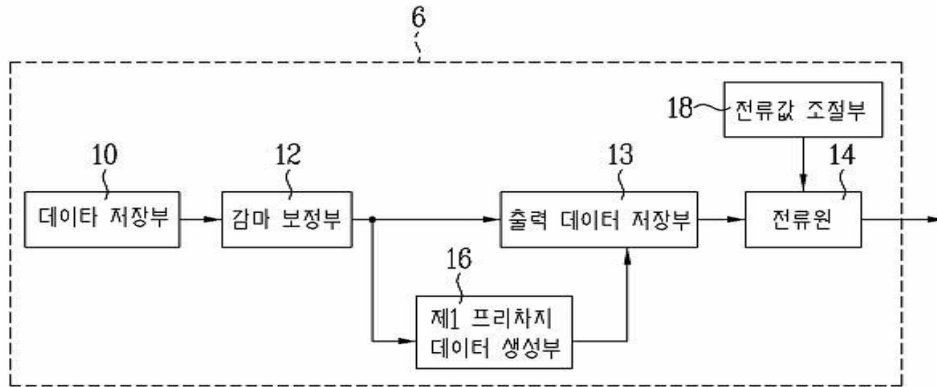 6
18
전류값 조절부
10
12
13
14
데이타 저장부
감마 보정부
출력 데이터 저장부
전류원
16
제1 프리차지
데이터 생성부